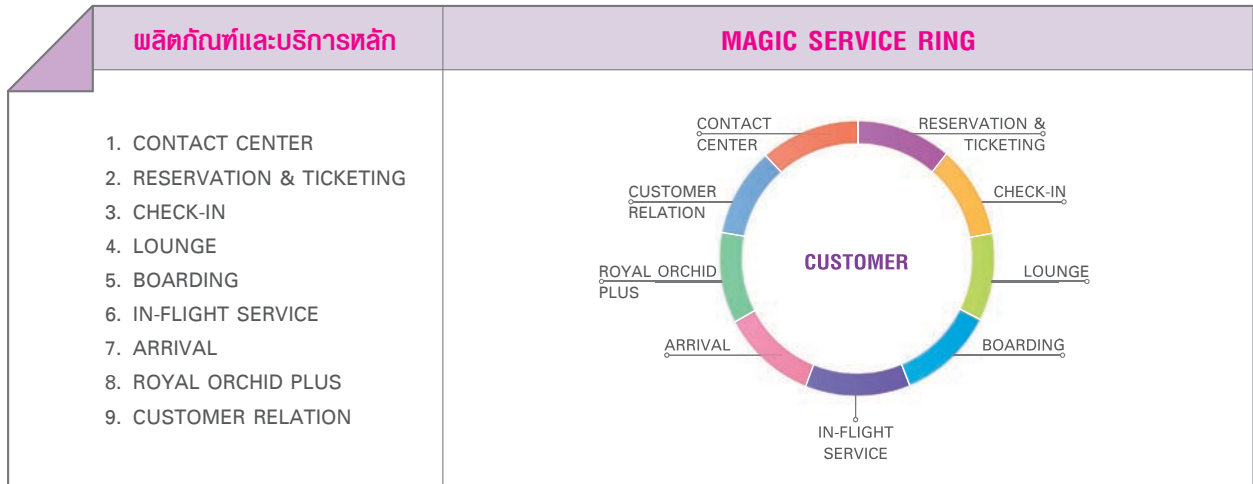 ผลิตภัณฑ์และบริการหลัก
MAGIC SERVICE RING
1. CONTACT CENTER
2. RESERVATION & TICKETING
3. CHECK-IN
4. LOUNGE
5. BOARDING
6. IN-FLIGHT SERVICE
7. ARRIVAL
8. ROYAL ORCHID PLUS
9. CUSTOMER RELATION
CONTACT
CENTER
RESERVATION &
TICKETING
CUSTOMER
RELATION
CHECK-IN
CUSTOMER
ROYAL ORCHID
PLUS
LOUNGE
ARRIVAL
BOARDING
IN-FLIGHT
SERVICE